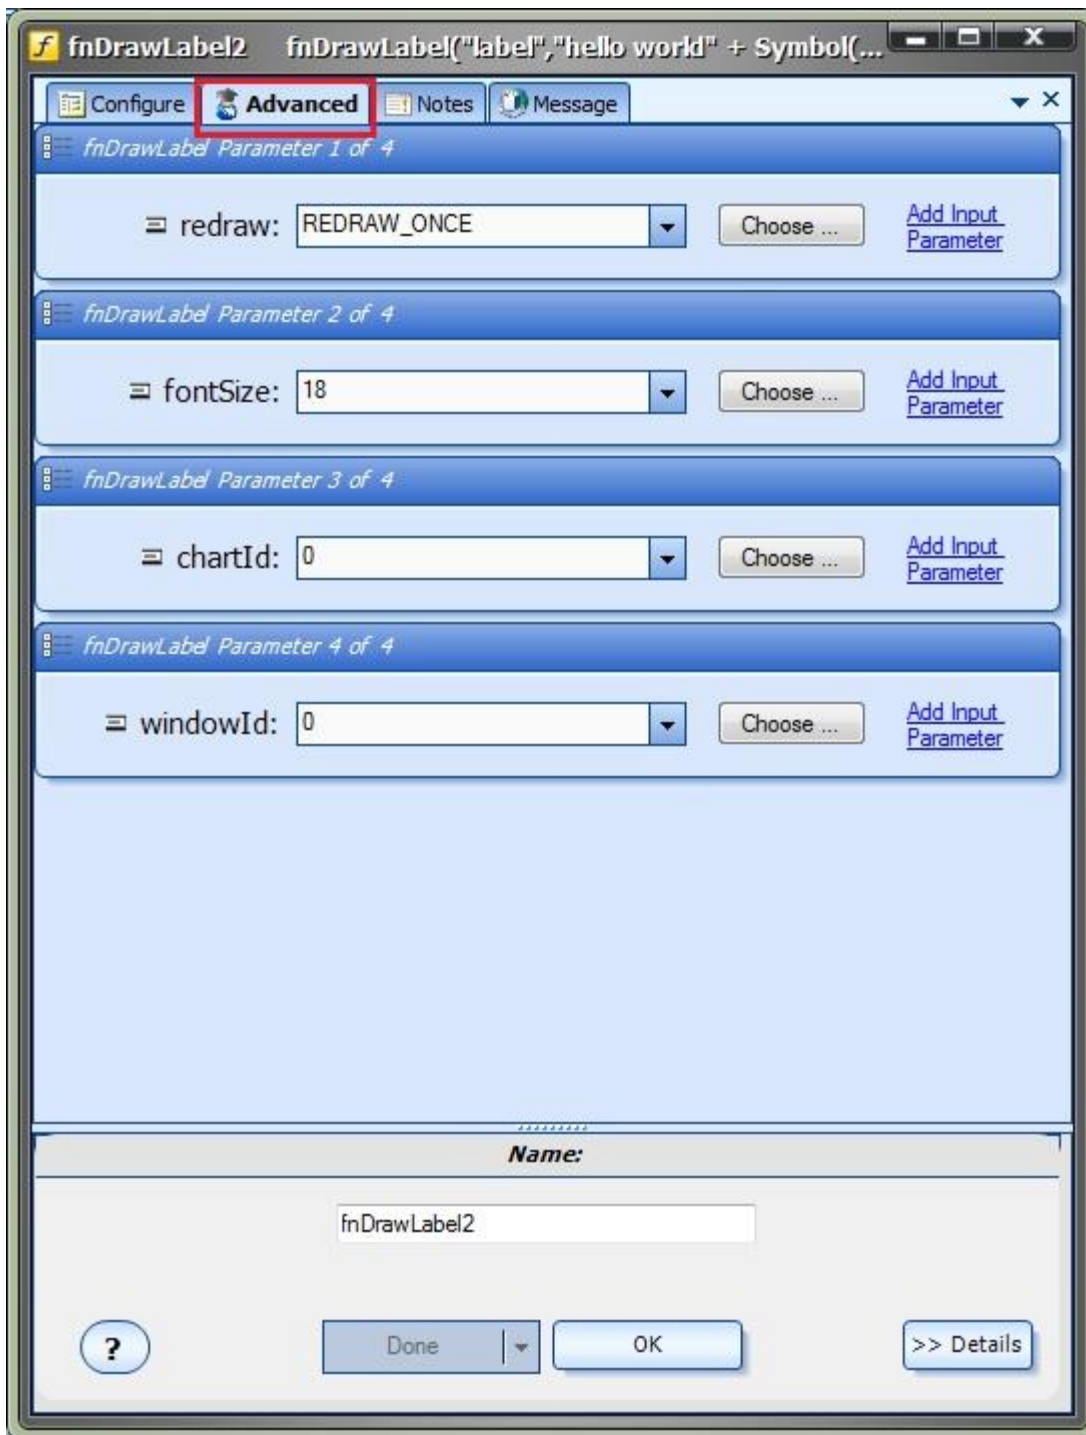 fnDrawLabel2 fnDrawLabel("label","hello world" + Symbol(...
Configure Advanced Notes Message
fnDrawLabel Parameter 1 of 4
redraw: REDRAW_ONCE Choose ... Add Input
Parameter
fnDrawLabel Parameter 2 of 4
fontSize: 18 Choose ... Add Input
Parameter
fnDrawLabel Parameter 3 of 4
chartId: 0 Choose ... Add Input
Parameter
fnDrawLabel Parameter 4 of 4
windowId: 0 Choose ... Add Input
Parameter
Name:
fnDrawLabel2
? Done OK >> Details